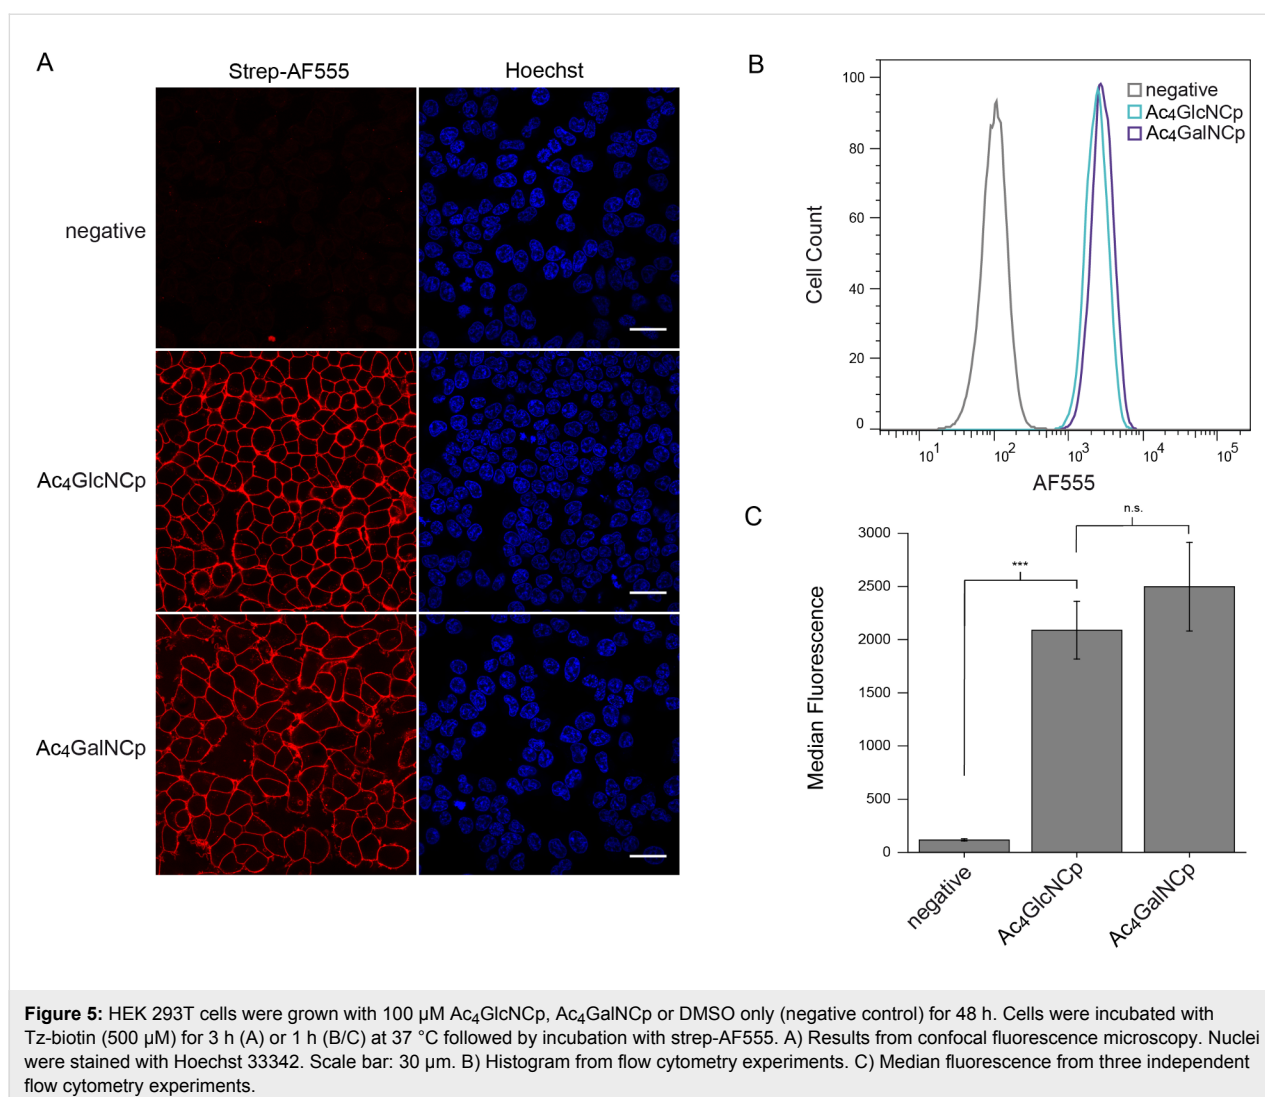 A
Strep-AF555
Hoechst
negative
Ac4GlcNCp
Ac4GalNCp
B
100
80
60
40
20
0
Cell Count
negative
Ac4GlcNCp
Ac4GalNCp
10^1
10^2
10^3
10^4
10^5
AF555
C
n.s.
***
3000
2500
2000
1500
1000
500
0
Median Fluorescence
negative
Ac4GlcNCp
Ac4GalNCp
Figure 5: HEK 293T cells were grown with 100 µM Ac4GlcNCp, Ac4GalNCp or DMSO only (negative control) for 48 h. Cells were incubated with
Tz-biotin (500 µM) for 3 h (A) or 1 h (B/C) at 37 °C followed by incubation with strep-AF555. A) Results from confocal fluorescence microscopy. Nuclei
were stained with Hoechst 33342. Scale bar: 30 µm. B) Histogram from flow cytometry experiments. C) Median fluorescence from three independent
flow cytometry experiments.